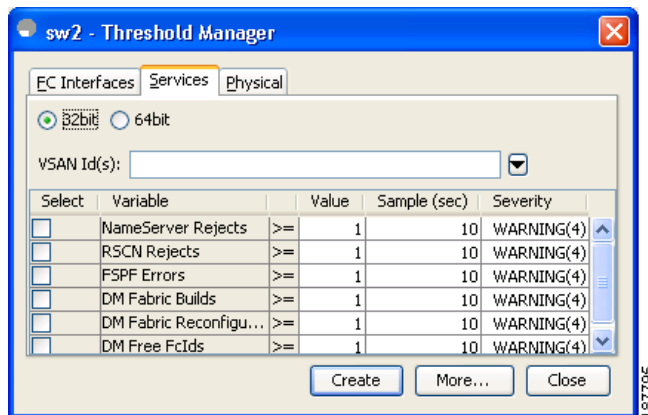 sw2 - Threshold Manager
FC Interfaces Services Physical
32bit 64bit
VSAN Id(s):
Select Variable Value Sample (sec) Severity
NameServer Rejects >= 1 10 WARNING(4)
RSCN Rejects >= 1 10 WARNING(4)
FSPF Errors >= 1 10 WARNING(4)
DM Fabric Builds >= 1 10 WARNING(4)
DM Fabric Reconfigu... >= 1 10 WARNING(4)
DM Free FcIds >= 1 10 WARNING(4)
Create More... Close